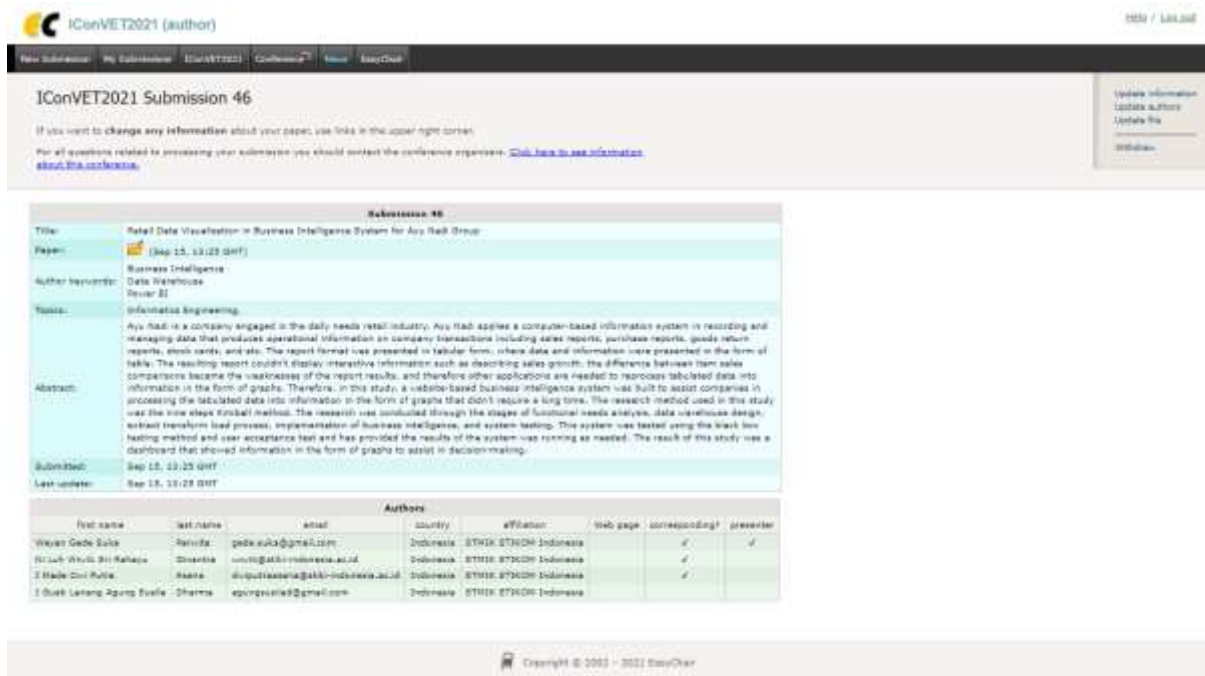 IConVET2021 (author)
Help / Log out
New Submission My Submissions IConVET2021 Conference News EasyChair
IConVET2021 Submission 46
Update information
Update authors
Update file
Withdraw
If you want to change any information about your paper, use links in the upper right corner.
For all questions related to processing your submission you should contact the conference organizers. Click here to see information
about this conference.
Submission 46
Title: Retail Data Visualization in Business Intelligence System for Ayu Nadi Group
Paper: (Sep 15, 13:25 GMT)
Author keywords: Business Intelligence
Data Warehouse
Power BI
Topics: Informatics Engineering
Abstract: Ayu Nadi is a company engaged in the daily needs retail industry. Ayu Nadi applies a computer-based information system in recording and
managing data that produces operational information on company transactions including sales reports, purchase reports, goods return
reports, stock cards, and etc. The report format was presented in tabular form, where data and information were presented in the form of
table. The resulting report couldn't display interactive information such as describing sales growth, the difference between item sales
comparisons became the weaknesses of the report results, and therefore other applications are needed to reprocess tabulated data into
information in the form of graphs. Therefore, in this study, a website-based business intelligence system was built to assist companies in
processing the tabulated data into information in the form of graphs that didn't require a long time. The research method used in this study
was the nine steps Kimball method. The research was conducted through the stages of functional needs analysis, data warehouse design,
extract transform load process, implementation of business intelligence, and system testing. This system was tested using the black box
testing method and user acceptance test and has provided the results of the system was running as needed. The result of this study was a
dashboard that showed information in the form of graphs to assist in decision-making.
Submitted: Sep 15, 13:25 GMT
Last update: Sep 15, 13:25 GMT
Authors
first name last name email country affiliation Web page corresponding? presenter
Wayan Gede Suka Parwita gede.suka@gmail.com Indonesia STMIK STIKOM Indonesia ✓ ✓
Ni Luh Wiwik Sri Rahayu Ginantra Indonesia STMIK STIKOM Indonesia ✓
I Made Dwi Putra Asana dwiputraasana@stiki-indonesia.ac.id Indonesia STMIK STIKOM Indonesia ✓
I Gusti Lanang Agung Dharma Indonesia STMIK STIKOM Indonesia
Copyright © 2002 - 2021 EasyChair